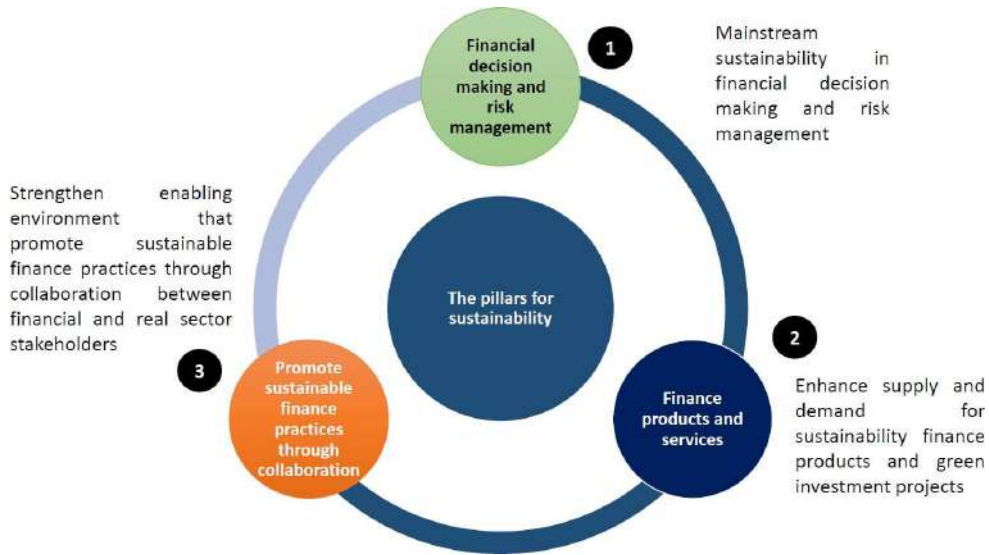 Financial
decision
making and
risk
management
1
Mainstream
sustainability in
financial decision
making and risk
management
Strengthen enabling
environment that
promote sustainable
finance practices through
collaboration between
financial and real sector
stakeholders
The pillars for
sustainability
2
3
Promote
sustainable
finance
practices
through
collaboration
Finance
products and
services
Enhance supply and
demand for
sustainability finance
products and green
investment projects